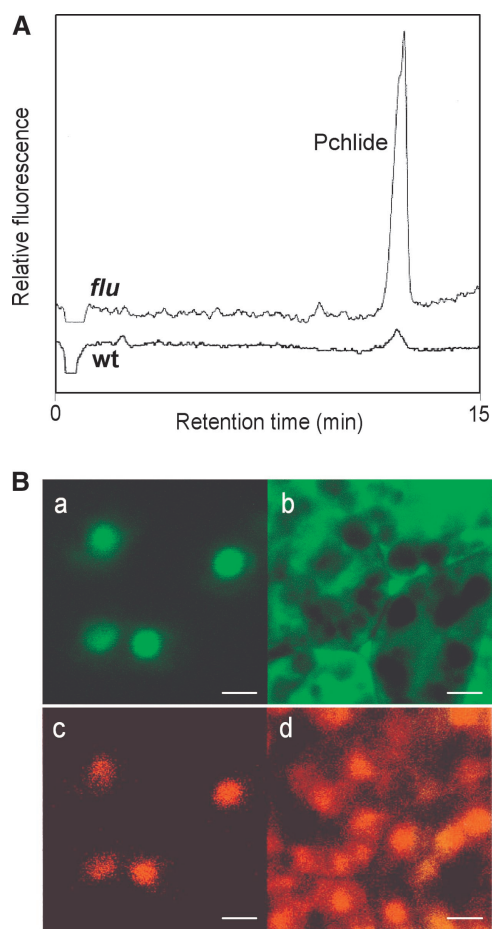 A
Relative fluorescence
Pchlide
flu
wt
0
Retention time (min)
15
B
a
b
c
d